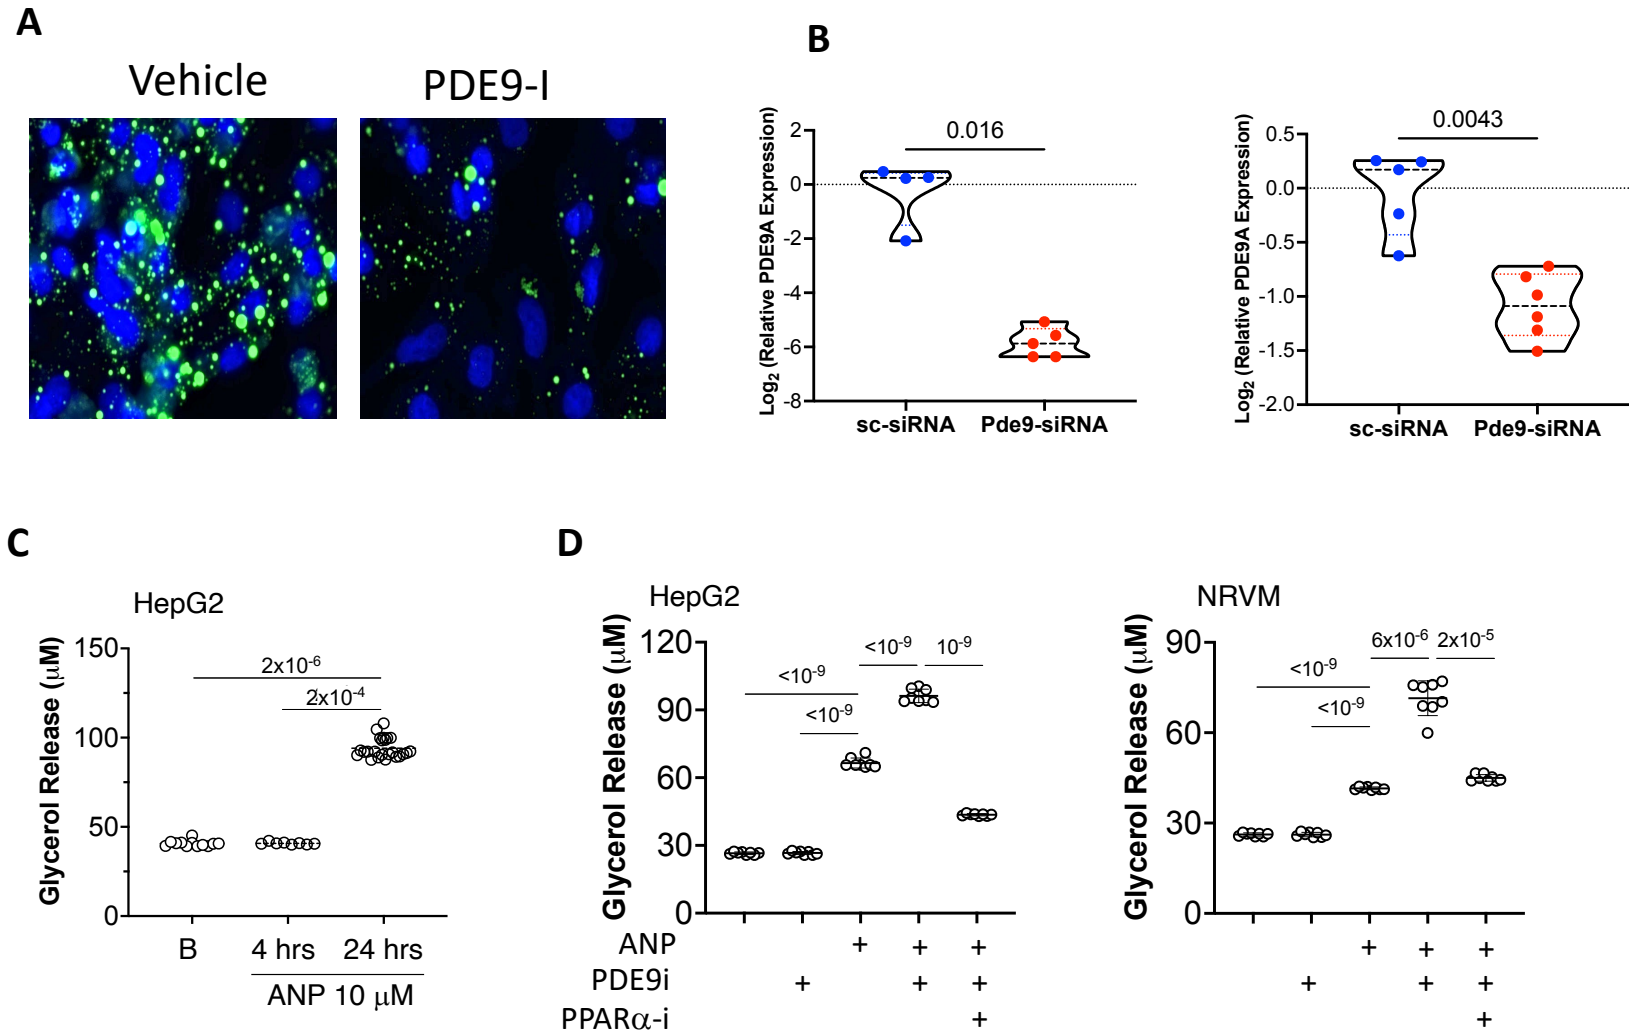 A
Vehicle
PDE9-I
B
Log2 (Relative PDE9A Expression)
2
0
-2
-4
-6
-8
0.016
sc-siRNA
Pde9-siRNA
Log2 (Relative PDE9A Expression)
0.5
0.0
-0.5
-1.0
-1.5
-2.0
0.0043
sc-siRNA
Pde9-siRNA
C
HepG2
Glycerol Release (μM)
150
100
50
0
2x10-6
2x10-4
B
4 hrs
24 hrs
ANP 10 μM
D
HepG2
Glycerol Release (μM)
120
90
60
30
0
<10-9
<10-9
<10-9
10-9
NRVM
Glycerol Release (μM)
90
60
30
0
<10-9
<10-9
6x10-6
2x10-5
ANP + + + + + +
PDE9i + + + + + +
PPARα-i + +